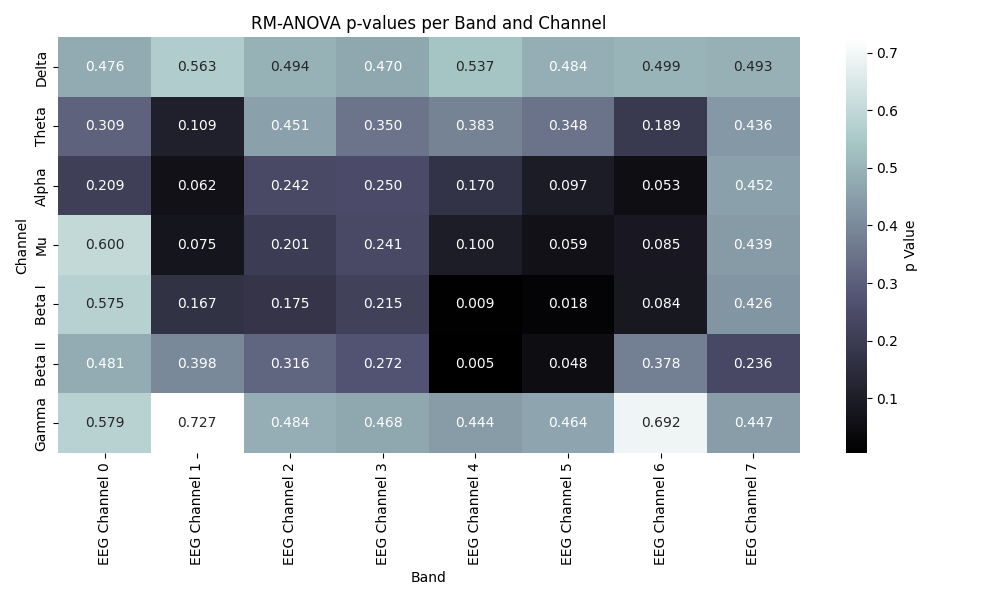 RM-ANOVA p-values per Band and Channel
Channel
Delta 0.476 0.563 0.494 0.470 0.537 0.484 0.499 0.493
Theta 0.309 0.109 0.451 0.350 0.383 0.348 0.189 0.436
Alpha 0.209 0.062 0.242 0.250 0.170 0.097 0.053 0.452
Mu 0.600 0.075 0.201 0.241 0.100 0.059 0.085 0.439
Beta I 0.575 0.167 0.175 0.215 0.009 0.018 0.084 0.426
Beta II 0.481 0.398 0.316 0.272 0.005 0.048 0.378 0.236
Gamma 0.579 0.727 0.484 0.468 0.444 0.464 0.692 0.447
EEG Channel 0
EEG Channel 1
EEG Channel 2
EEG Channel 3
EEG Channel 4
EEG Channel 5
EEG Channel 6
EEG Channel 7
Band
0.7
0.6
0.5
0.4
0.3
0.2
0.1
p Value